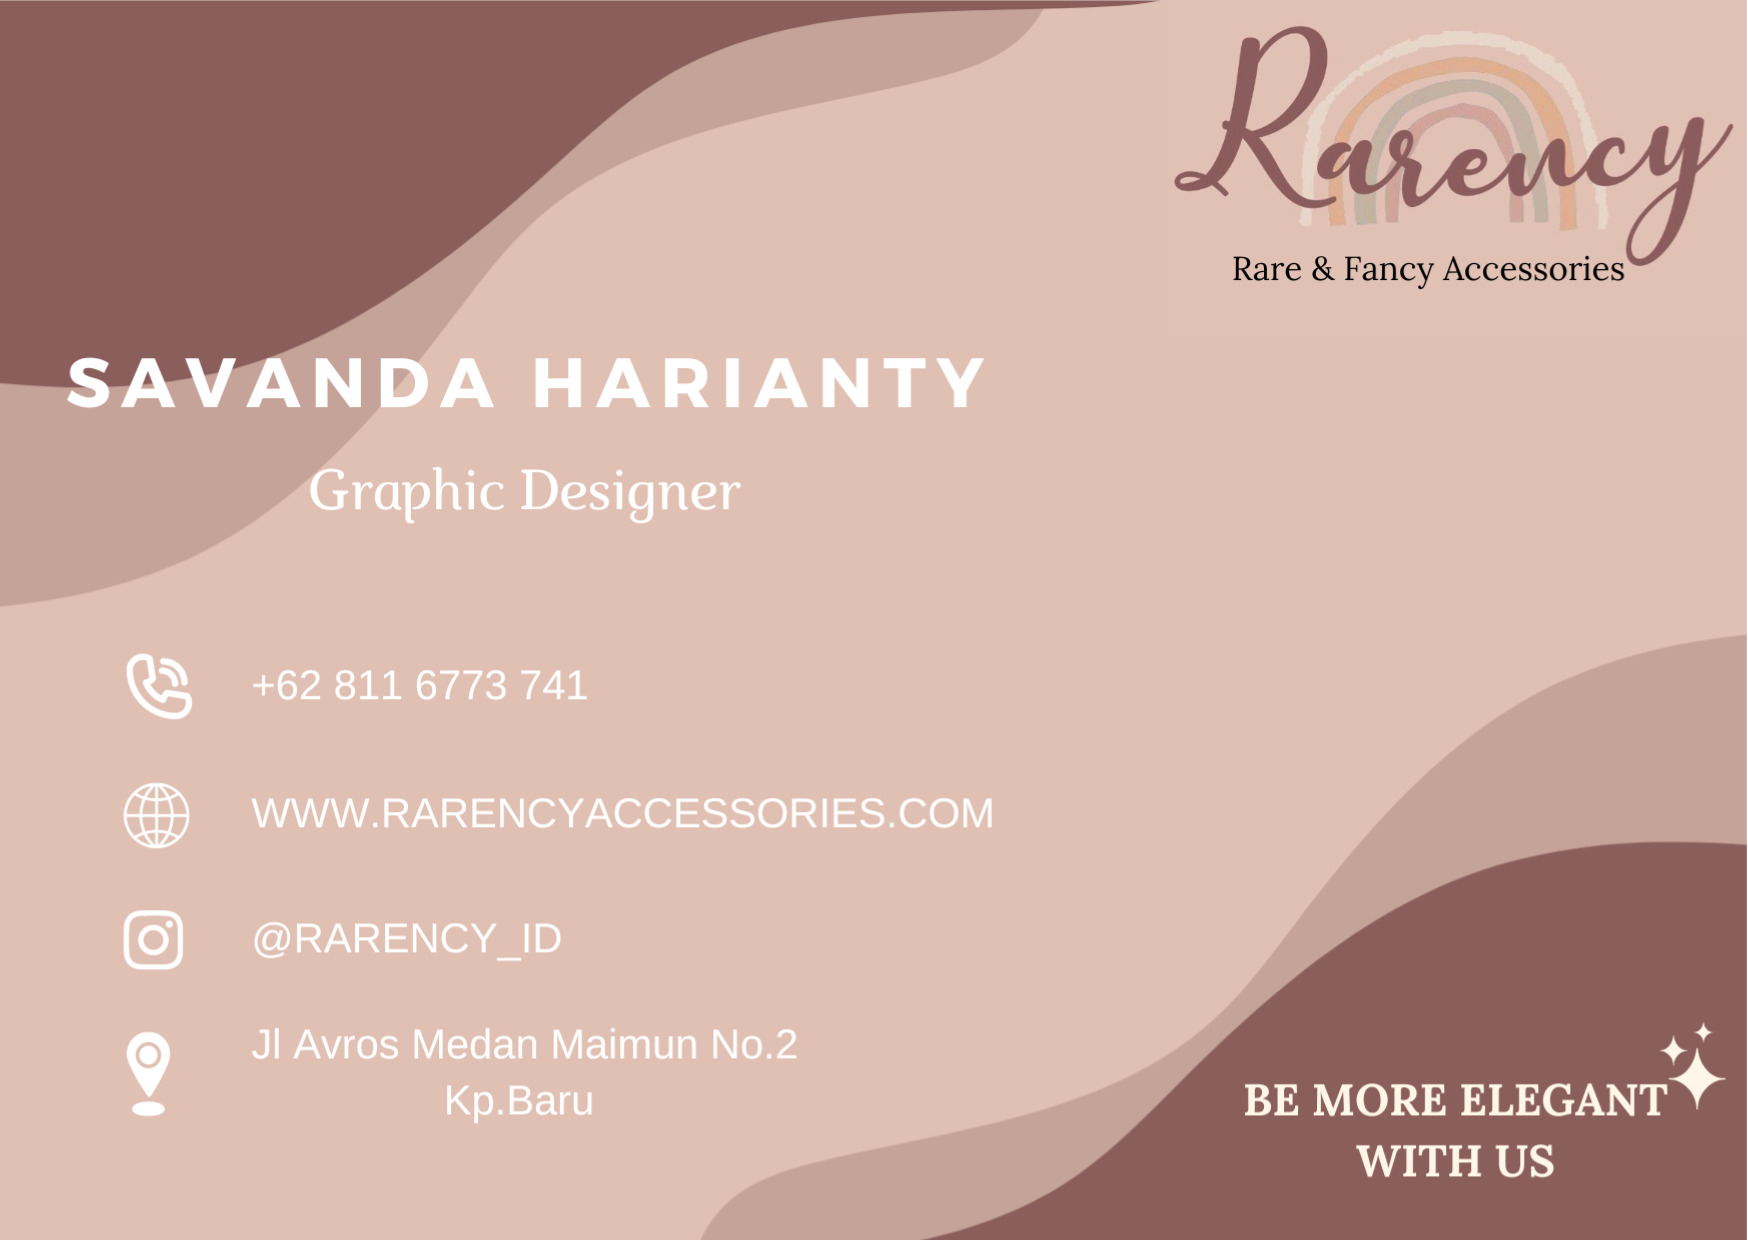 Rarency
Rare & Fancy Accessories
SAVANDA HARIANTY
Graphic Designer
+62 811 6773 741
WWW.RARENCYACCESSORIES.COM
@RARENCY_ID
Jl Avros Medan Maimun No.2
Kp.Baru
BE MORE ELEGANT
WITH US